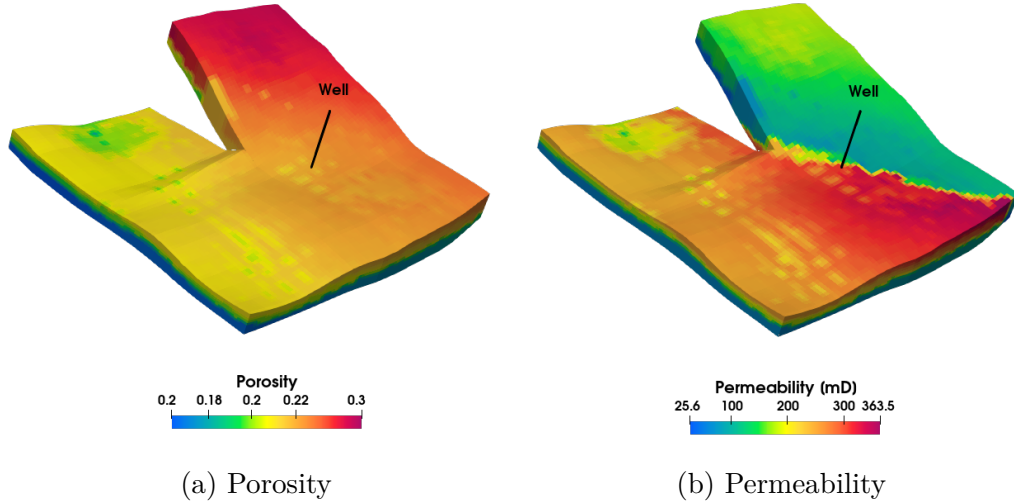 Well
Well
Porosity
0.2 0.18 0.2 0.22 0.3
Permeability (mD)
25.6 100 200 300 363.5
(a) Porosity
(b) Permeability